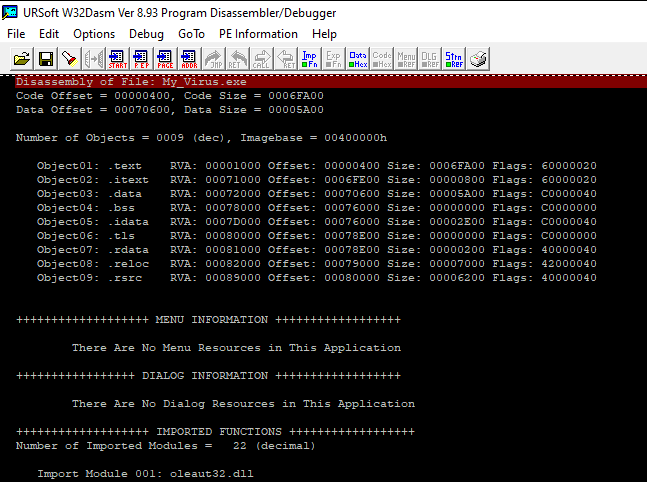 URSoft W32Dasm Ver 8.93 Program Disassembler/Debugger
File Edit Options Debug GoTo PE Information Help
START PEP PAGE ADDR JMP RET CALL RET Imp Fn Exp Fn Data Hex Code Hex Menu Ref DLG Ref Strn Ref
Disassembly of File: My_Virus.exe
Code Offset = 00000400, Code Size = 0006FA00
Data Offset = 00070600, Data Size = 00005A00
Number of Objects = 0009 (dec), Imagebase = 00400000h
Object01: .text RVA: 00001000 Offset: 00000400 Size: 0006FA00 Flags: 60000020
Object02: .itext RVA: 00071000 Offset: 0006FE00 Size: 00000800 Flags: 60000020
Object03: .data RVA: 00072000 Offset: 00070600 Size: 00005A00 Flags: C0000040
Object04: .bss RVA: 00078000 Offset: 00076000 Size: 00000000 Flags: C0000000
Object05: .idata RVA: 0007D000 Offset: 00076000 Size: 00002E00 Flags: C0000040
Object06: .tls RVA: 00080000 Offset: 00078E00 Size: 00000000 Flags: C0000000
Object07: .rdata RVA: 00081000 Offset: 00078E00 Size: 00000200 Flags: 40000040
Object08: .reloc RVA: 00082000 Offset: 00079000 Size: 00007000 Flags: 42000040
Object09: .rsrc RVA: 00089000 Offset: 00080000 Size: 00006200 Flags: 40000040
+++++++++++++++++++ MENU INFORMATION ++++++++++++++++++
There Are No Menu Resources in This Application
+++++++++++++++++ DIALOG INFORMATION ++++++++++++++++++
There Are No Dialog Resources in This Application
+++++++++++++++++++ IMPORTED FUNCTIONS ++++++++++++++++++
Number of Imported Modules = 22 (decimal)
Import Module 001: oleaut32.dll